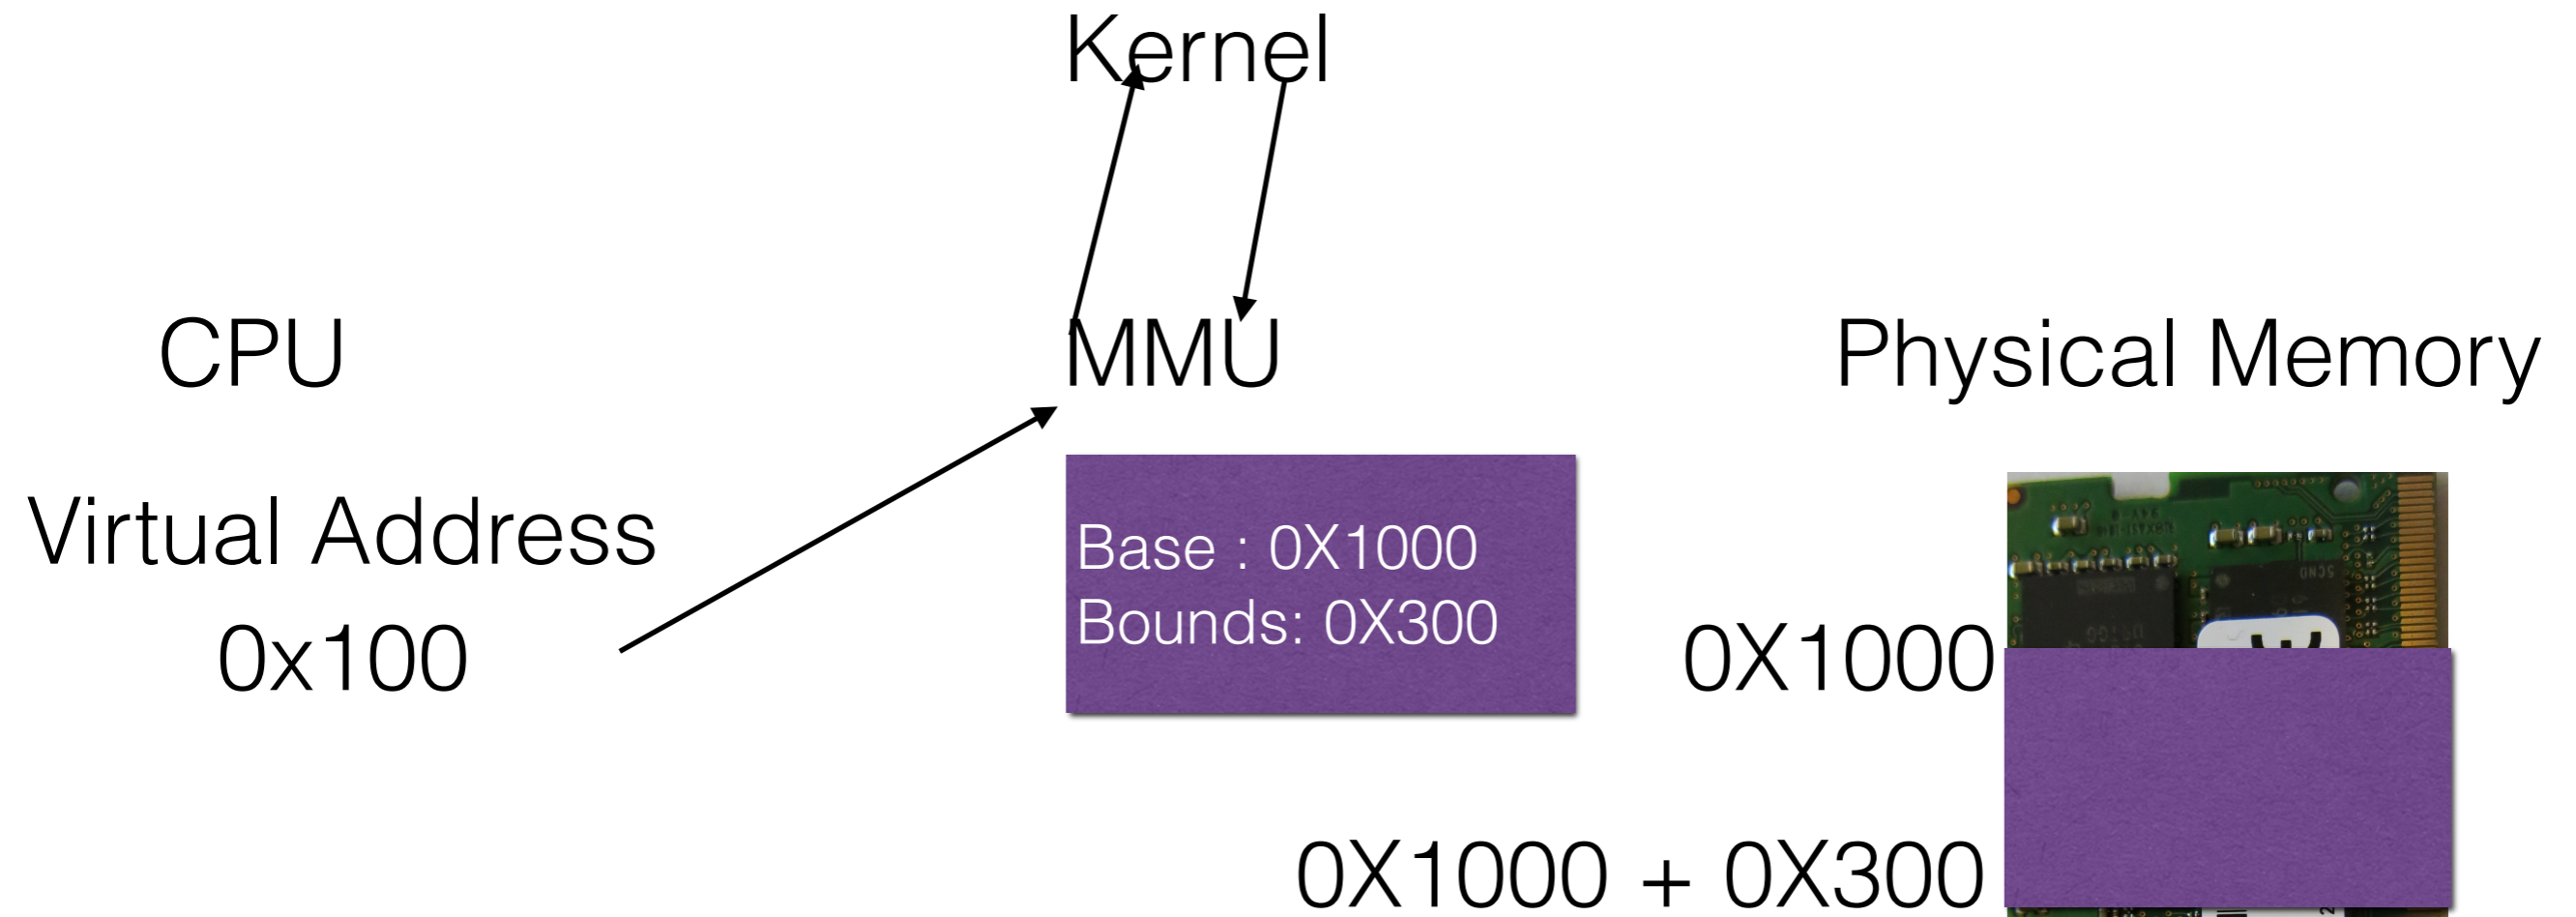 Kernel
CPU
MMU
Physical Memory
Virtual Address
0x100
Base : 0X1000
Bounds: 0X300
0X1000
0X1000 + 0X300